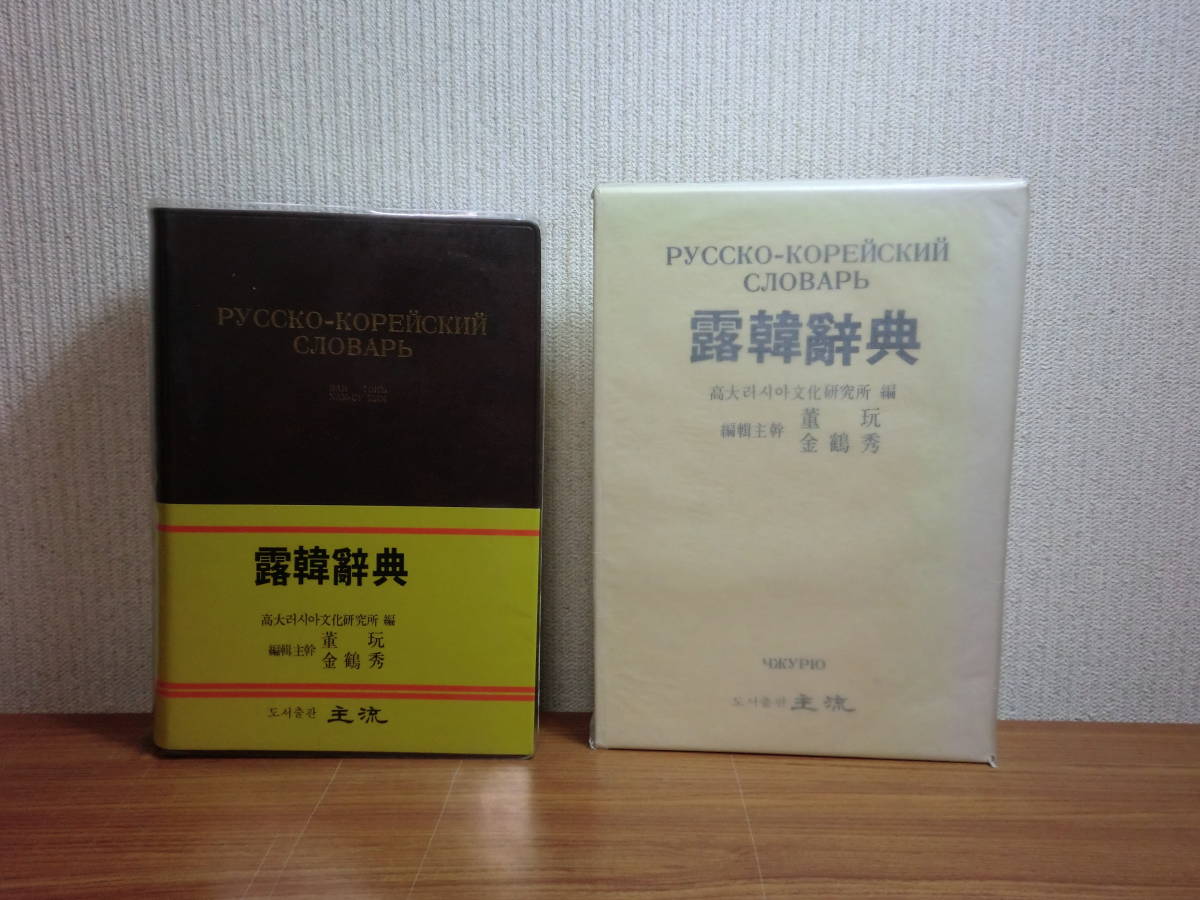 РУССКО-КОРЕЙСКИЙ
СЛОВАРЬ
露韓辭典
高大러시아文化研究所 編
編輯主幹 董 玩
金鶴秀
도서출판 主流
РУССКО-КОРЕЙСКИЙ
СЛОВАРЬ
露韓辭典
高大러시아文化研究所 編
編輯主幹 董 玩
金鶴秀
ЧЖУРЮ
도서출판 主流